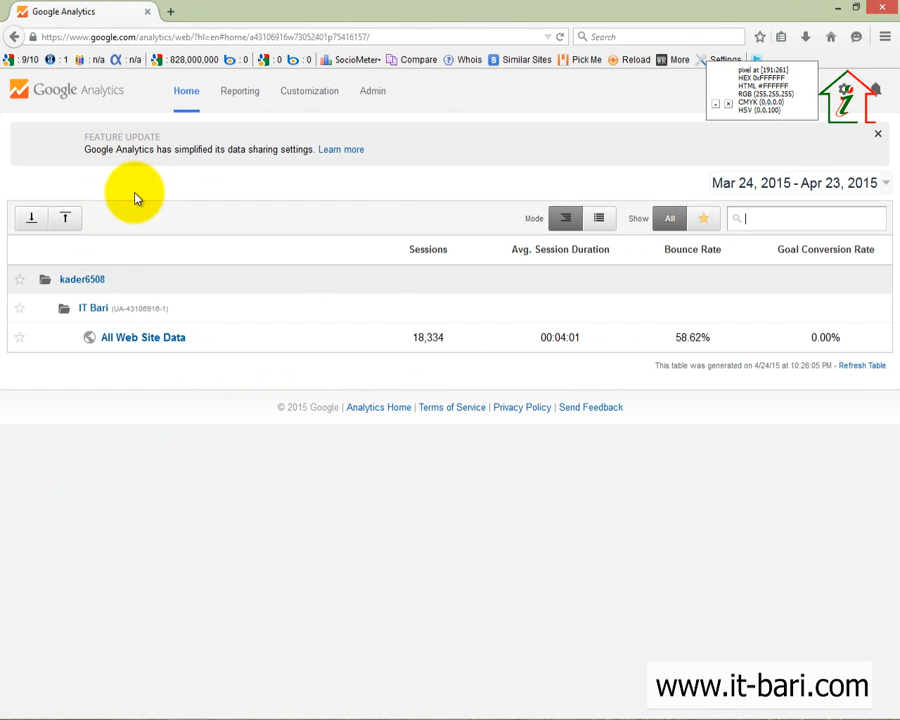 Google Analytics
https://www.google.com/analytics/web/?hl=en#home/a43106916w73052401p75416157/
Search
: 9/10 : 1 : n/a : n/a : 828,000,000 : 0 : 0 : 0 SocioMeter Compare Whois Similar Sites Pick Me Reload More Settings
pixel at [191:261]
HEX 0xFFFFFF
HTML #FFFFFF
RGB (255.255.255)
CMYK (0.0.0.0)
HSV (0.0.100)
Google Analytics Home Reporting Customization Admin
FEATURE UPDATE
Google Analytics has simplified its data sharing settings. Learn more
Mar 24, 2015 - Apr 23, 2015
Mode Show All
Sessions Avg. Session Duration Bounce Rate Goal Conversion Rate
kader6508
IT Bari (UA-43106916-1)
All Web Site Data 18,334 00:04:01 58.62% 0.00%
This table was generated on 4/24/15 at 10:26:05 PM - Refresh Table
© 2015 Google | Analytics Home | Terms of Service | Privacy Policy | Send Feedback
www.it-bari.com